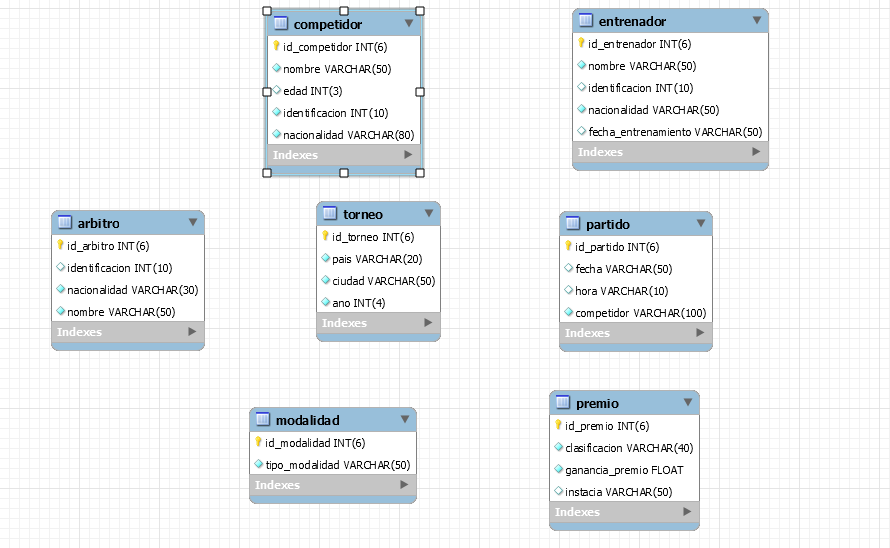 competidor
id_competidor INT(6)
nombre VARCHAR(50)
edad INT(3)
identificacion INT(10)
nacionalidad VARCHAR(80)
Indexes
entrenador
id_entrenador INT(6)
nombre VARCHAR(50)
identificacion INT(10)
nacionalidad VARCHAR(50)
fecha_entrenamiento VARCHAR(50)
Indexes
arbitro
id_arbitro INT(6)
identificacion INT(10)
nacionalidad VARCHAR(30)
nombre VARCHAR(50)
Indexes
torneo
id_torneo INT(6)
pais VARCHAR(20)
ciudad VARCHAR(50)
ano INT(4)
Indexes
partido
id_partido INT(6)
fecha VARCHAR(50)
hora VARCHAR(10)
competidor VARCHAR(100)
Indexes
modalidad
id_modalidad INT(6)
tipo_modalidad VARCHAR(50)
Indexes
premio
id_premio INT(6)
clasificacion VARCHAR(40)
ganancia_premio FLOAT
instacia VARCHAR(50)
Indexes